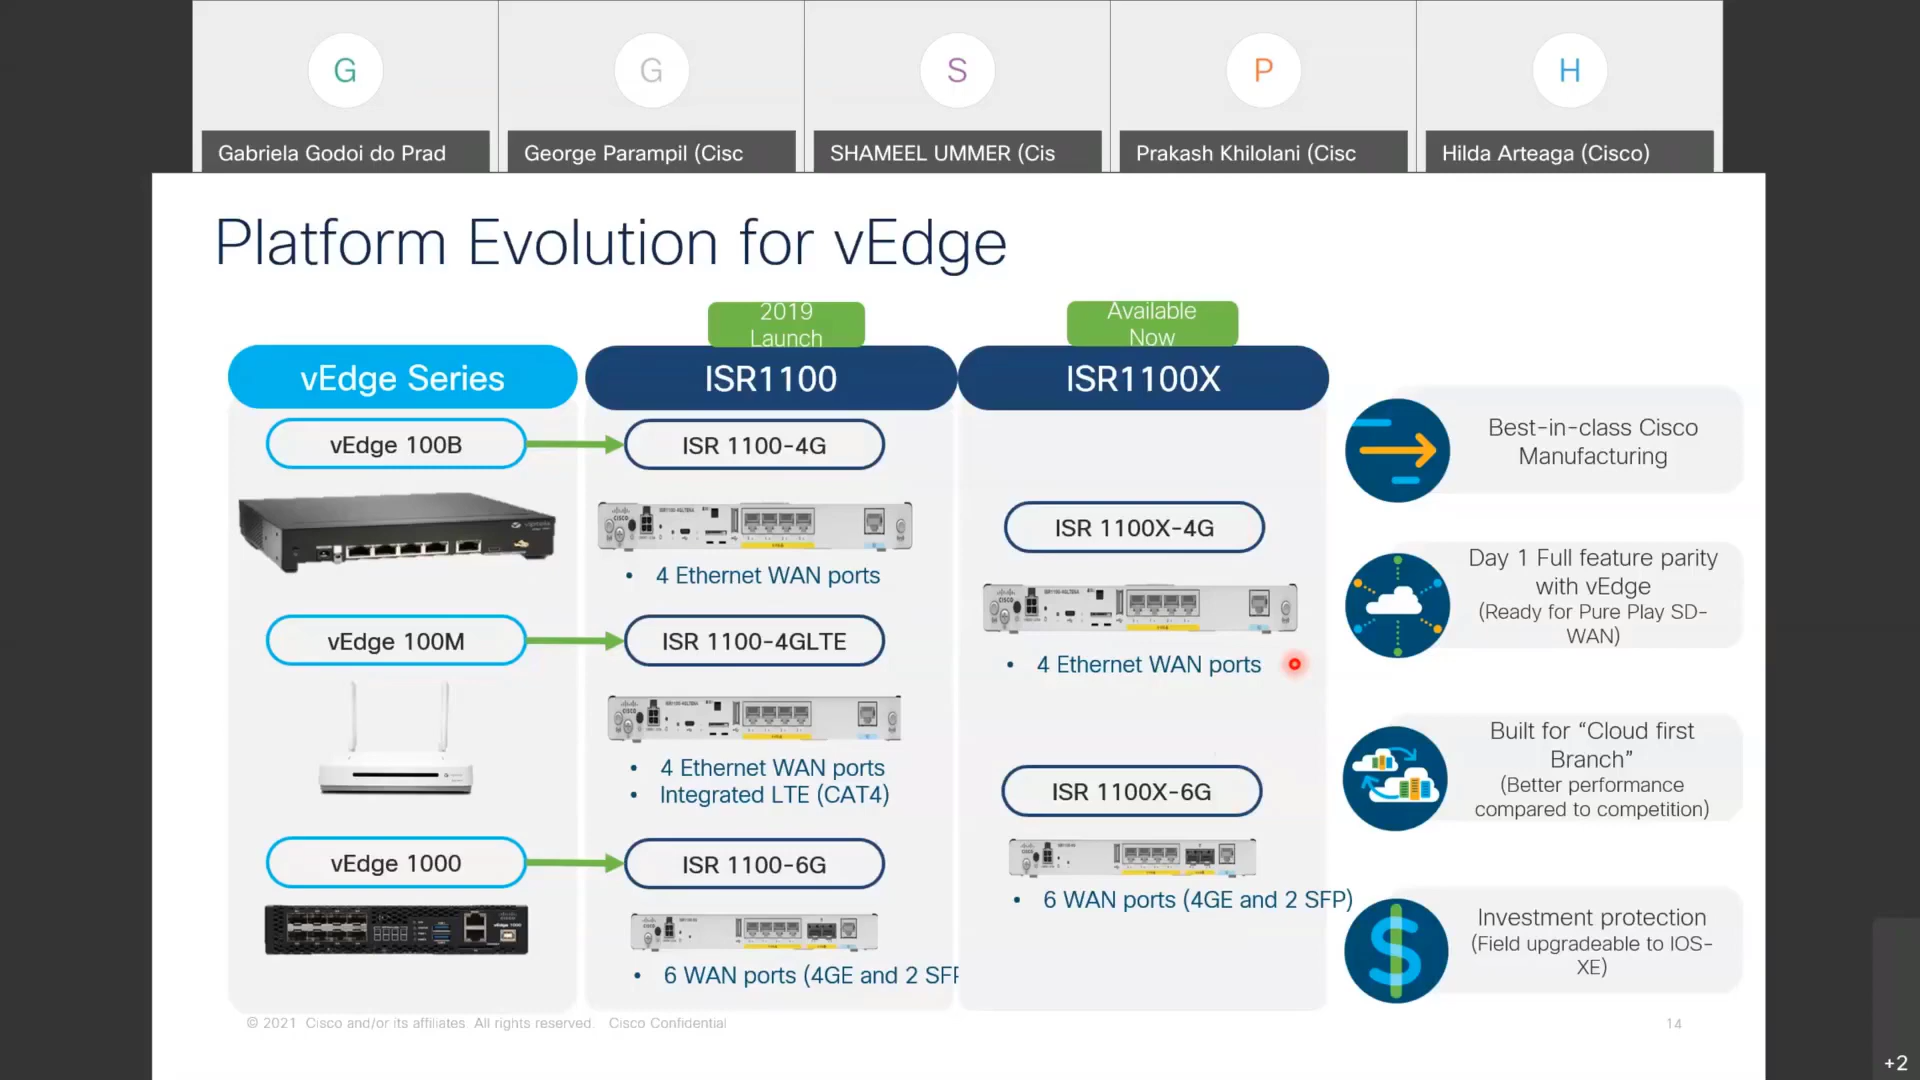 G
G
S
P
H
Gabriela Godoi do Prad
George Parampil (Cisc
SHAMEEL UMMER (Cis
Prakash Khilolani (Cisc
Hilda Arteaga (Cisco)
Platform Evolution for vEdge
2019
Launch
Available
Now
vEdge Series
ISR1100
ISR1100X
vEdge 100B
ISR 1100-4G
• 4 Ethernet WAN ports
vEdge 100M
ISR 1100-4GLTE
• 4 Ethernet WAN ports
• Integrated LTE (CAT4)
vEdge 1000
ISR 1100-6G
• 6 WAN ports (4GE and 2 SFP
ISR 1100X-4G
• 4 Ethernet WAN ports
ISR 1100X-6G
• 6 WAN ports (4GE and 2 SFP)
Best-in-class Cisco
Manufacturing
Day 1 Full feature parity
with vEdge
(Ready for Pure Play SD-
WAN)
Built for “Cloud first
Branch”
(Better performance
compared to competition)
Investment protection
(Field upgradeable to IOS-
XE)
© 2021 Cisco and/or its affiliates. All rights reserved. Cisco Confidential
14
+2